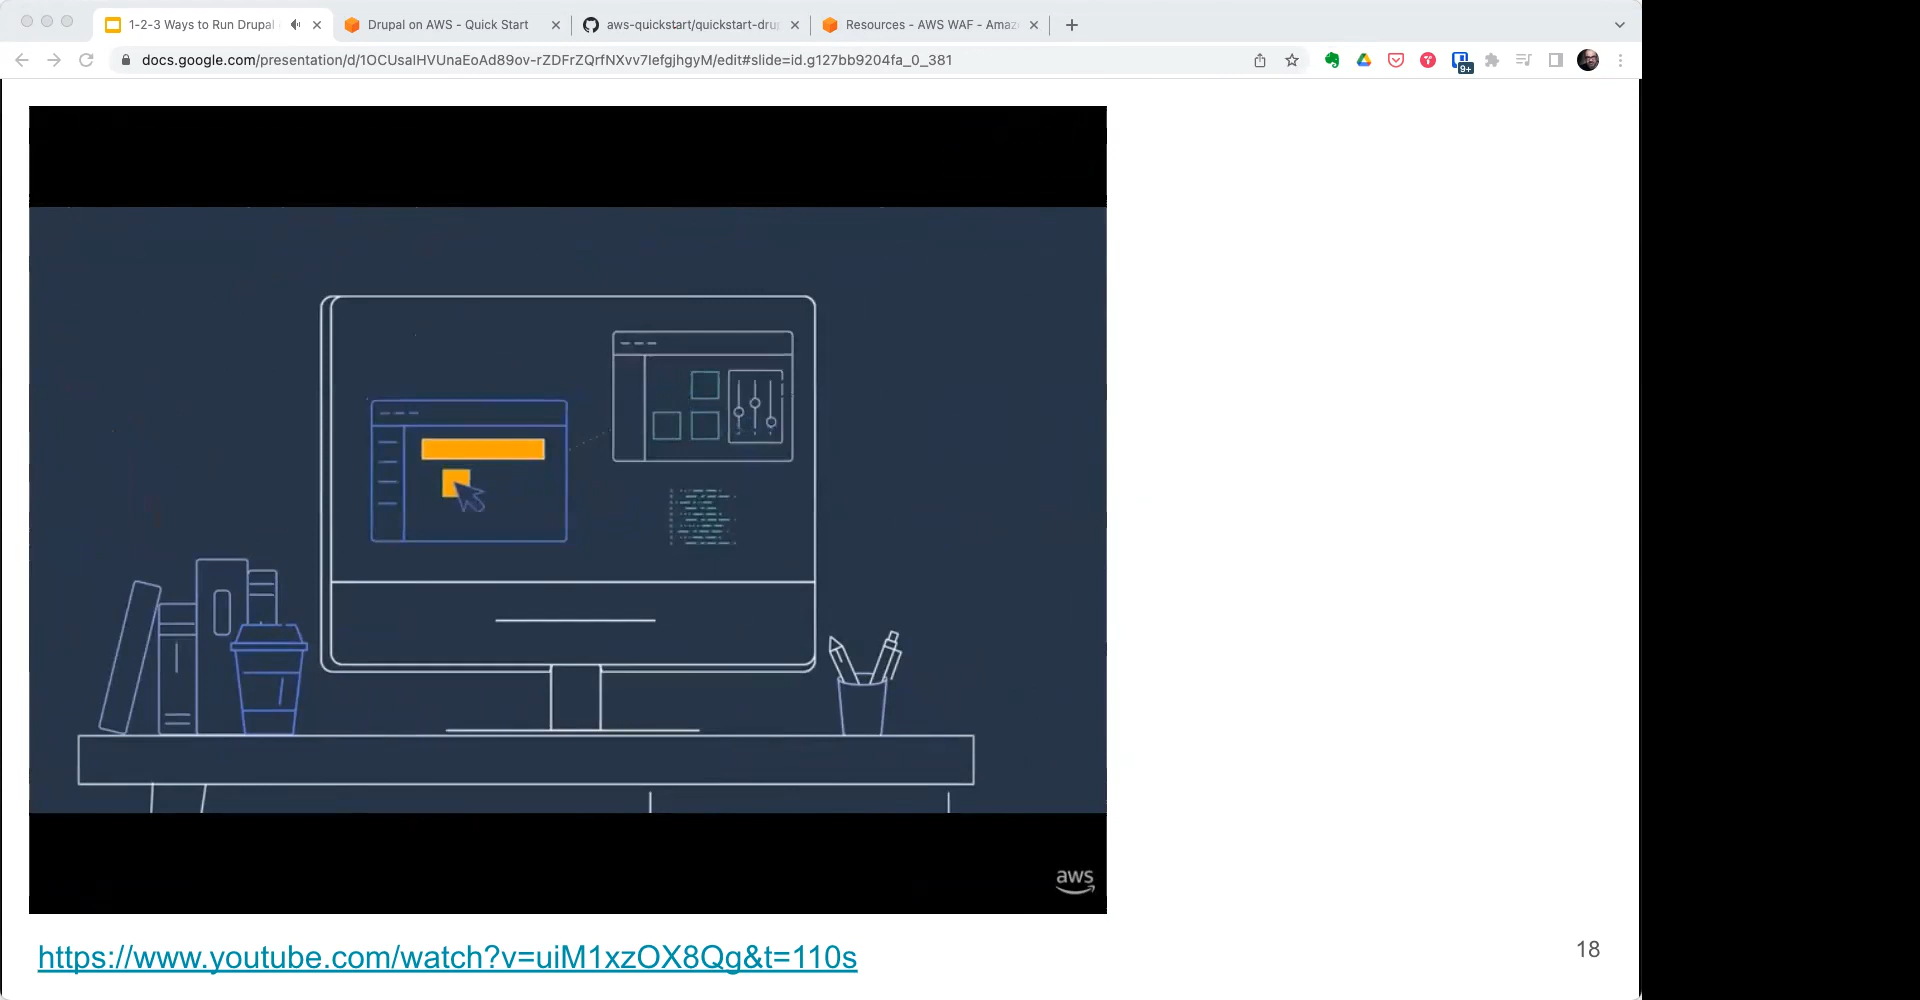 1-2-3 Ways to Run Drupal
Drupal on AWS - Quick Start
aws-quickstart/quickstart-dru
Resources - AWS WAF - Amaz
docs.google.com/presentation/d/1OCUsalHVUnaEoAd89ov-rZDFrZQrfNXvv7lefgjhgyM/edit#slide=id.g127bb9204fa_0_381
9+
aws
https://www.youtube.com/watch?v=uiM1xzOX8Qg&t=110s
18